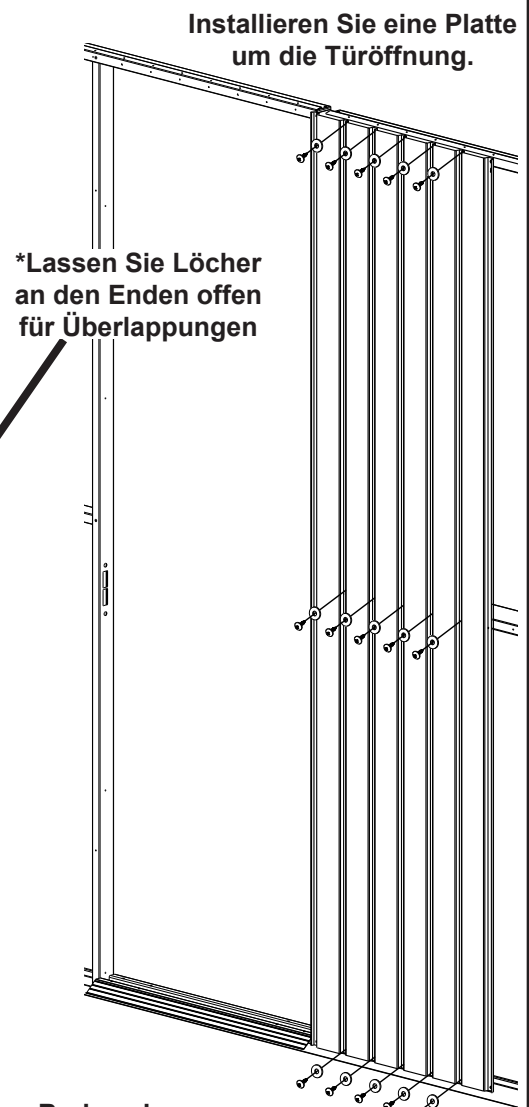 Installieren Sie eine Platte
um die Türöffnung.
*Lassen Sie Löcher
an den Enden offen
für Überlappungen